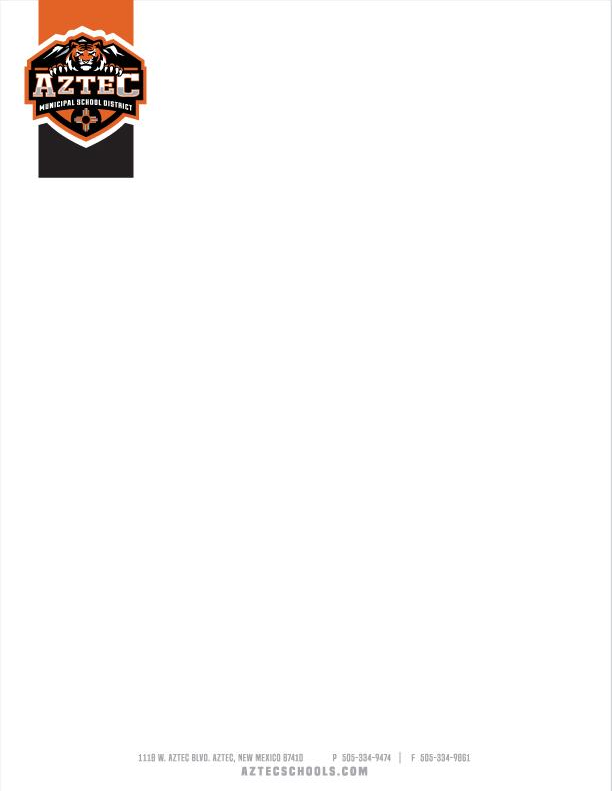 AZTEC
MUNICIPAL SCHOOL DISTRICT
1118 W. AZTEC BLVD. AZTEC, NEW MEXICO 87410 P 505-334-9474 | F 505-334-9861
AZTECSCHOOLS.COM